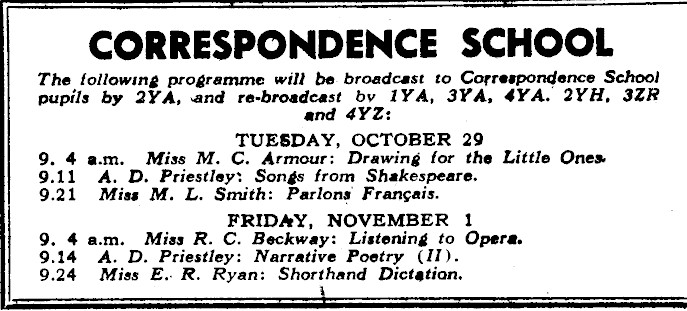 CORRESPONDENCE SCHOOL
The following programme will be broadcast to Correspondence School
pupils by 2YA, and re-broadcast by 1YA, 3YA, 4YA. 2YH, 3ZR
and 4YZ:
TUESDAY, OCTOBER 29
9. 4 a.m. Miss M. C. Armour: Drawing for the Little Ones.
9.11 A. D. Priestley: Songs from Shakespeare.
9.21 Miss M. L. Smith: Parlons Français.
FRIDAY, NOVEMBER 1
9. 4 a.m. Miss R. C. Beckway: Listening to Opera.
9.14 A. D. Priestley: Narrative Poetry (II).
9.24 Miss E. R. Ryan: Shorthand Dictation.